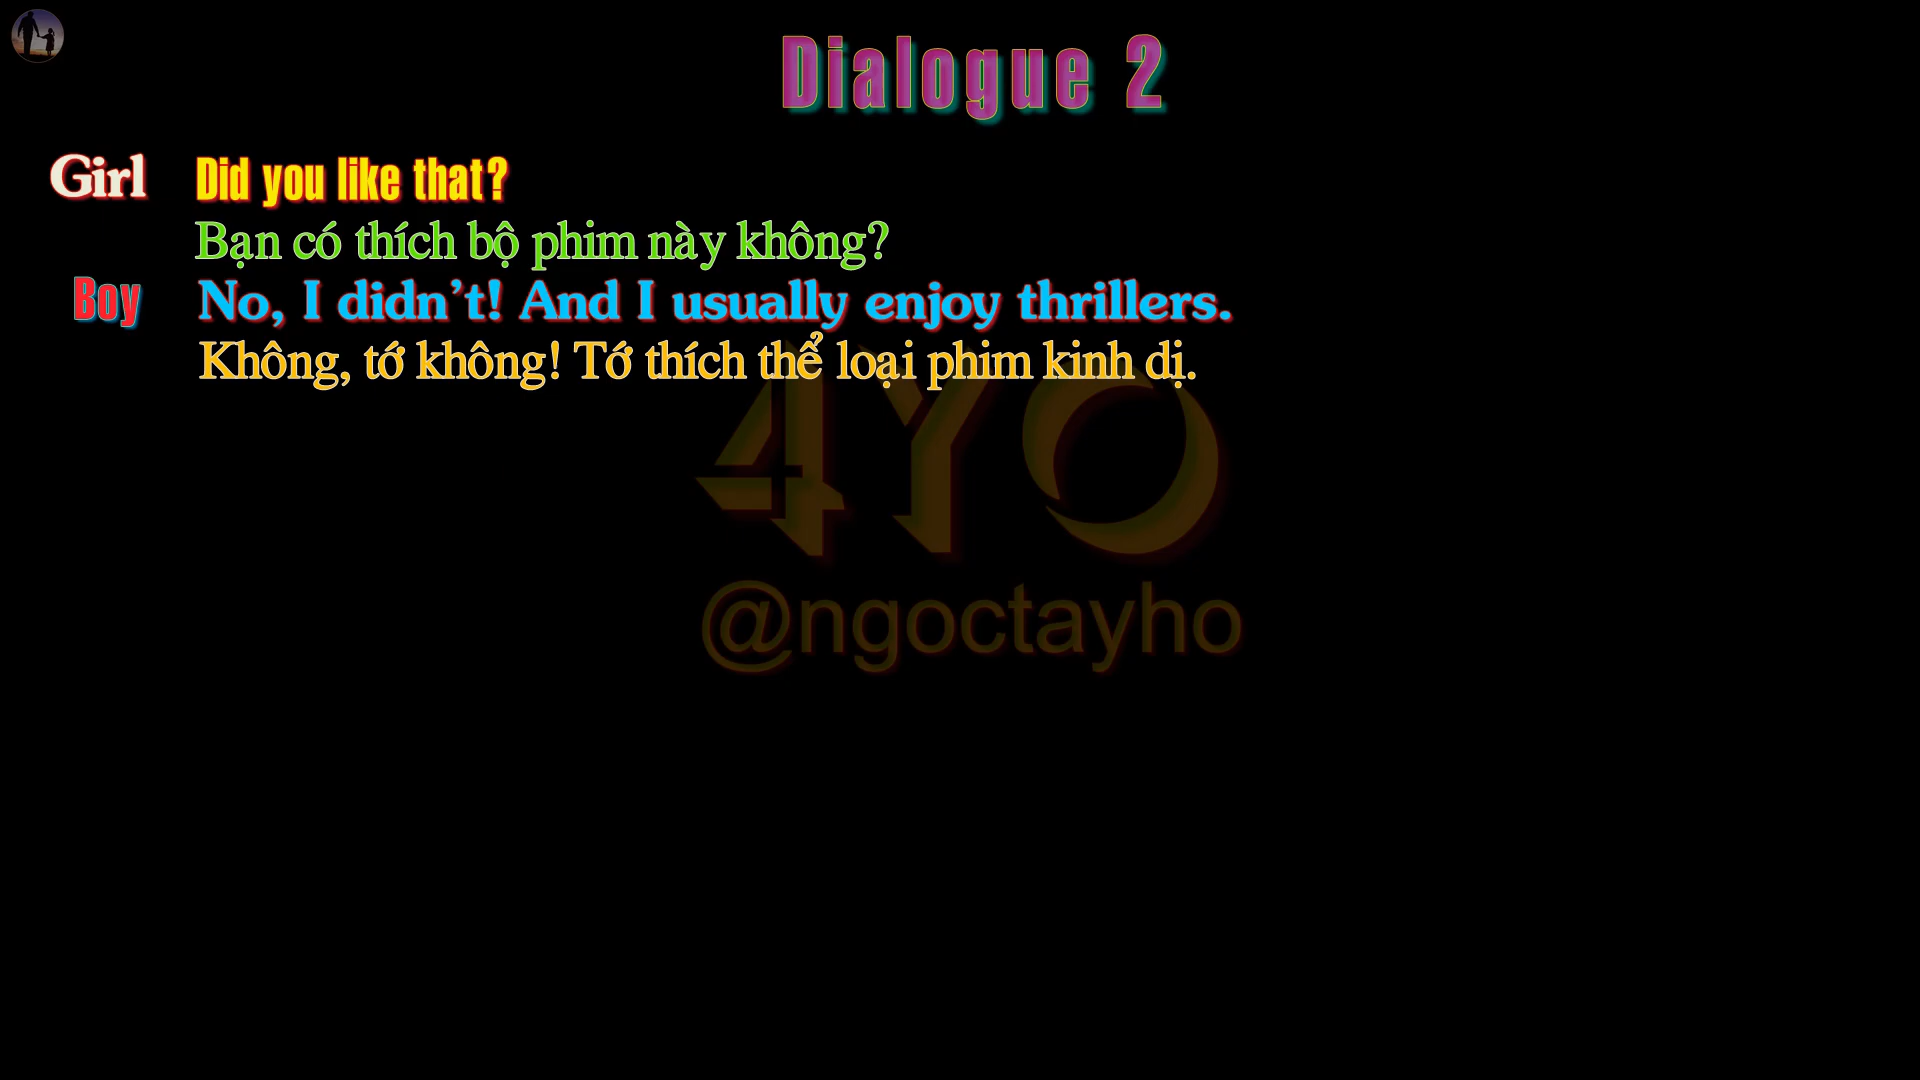 Dialogue 2
Girl Did you like that?
Bạn có thích bộ phim này không?
Boy No, I didn't! And I usually enjoy thrillers.
Không, tớ không! Tớ thích thể loại phim kinh dị.
4YO
@ngoctayho